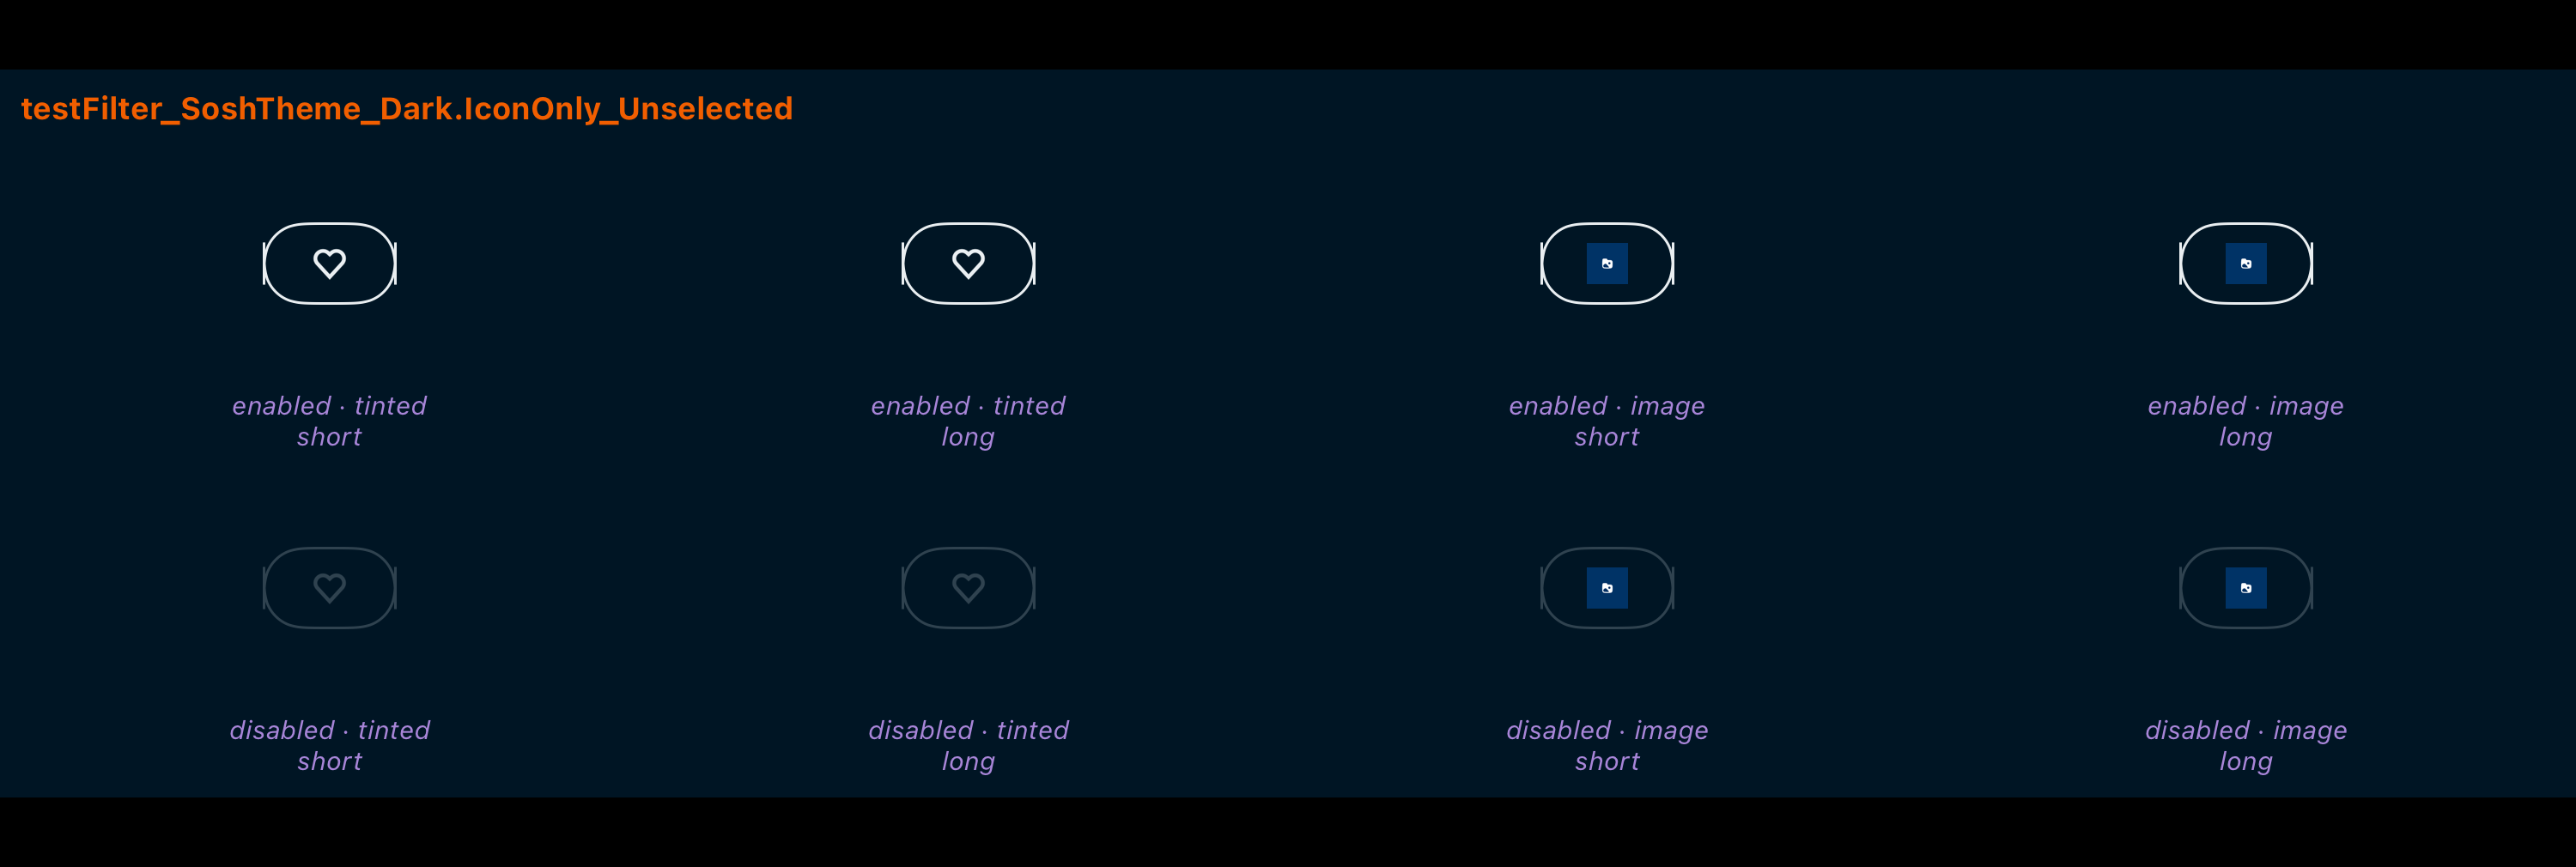 testFilter_SoshTheme_Dark.IconOnly_Unselected
enabled · tinted
short
enabled · tinted
long
enabled · image
short
enabled · image
long
disabled · tinted
short
disabled · tinted
long
disabled · image
short
disabled · image
long